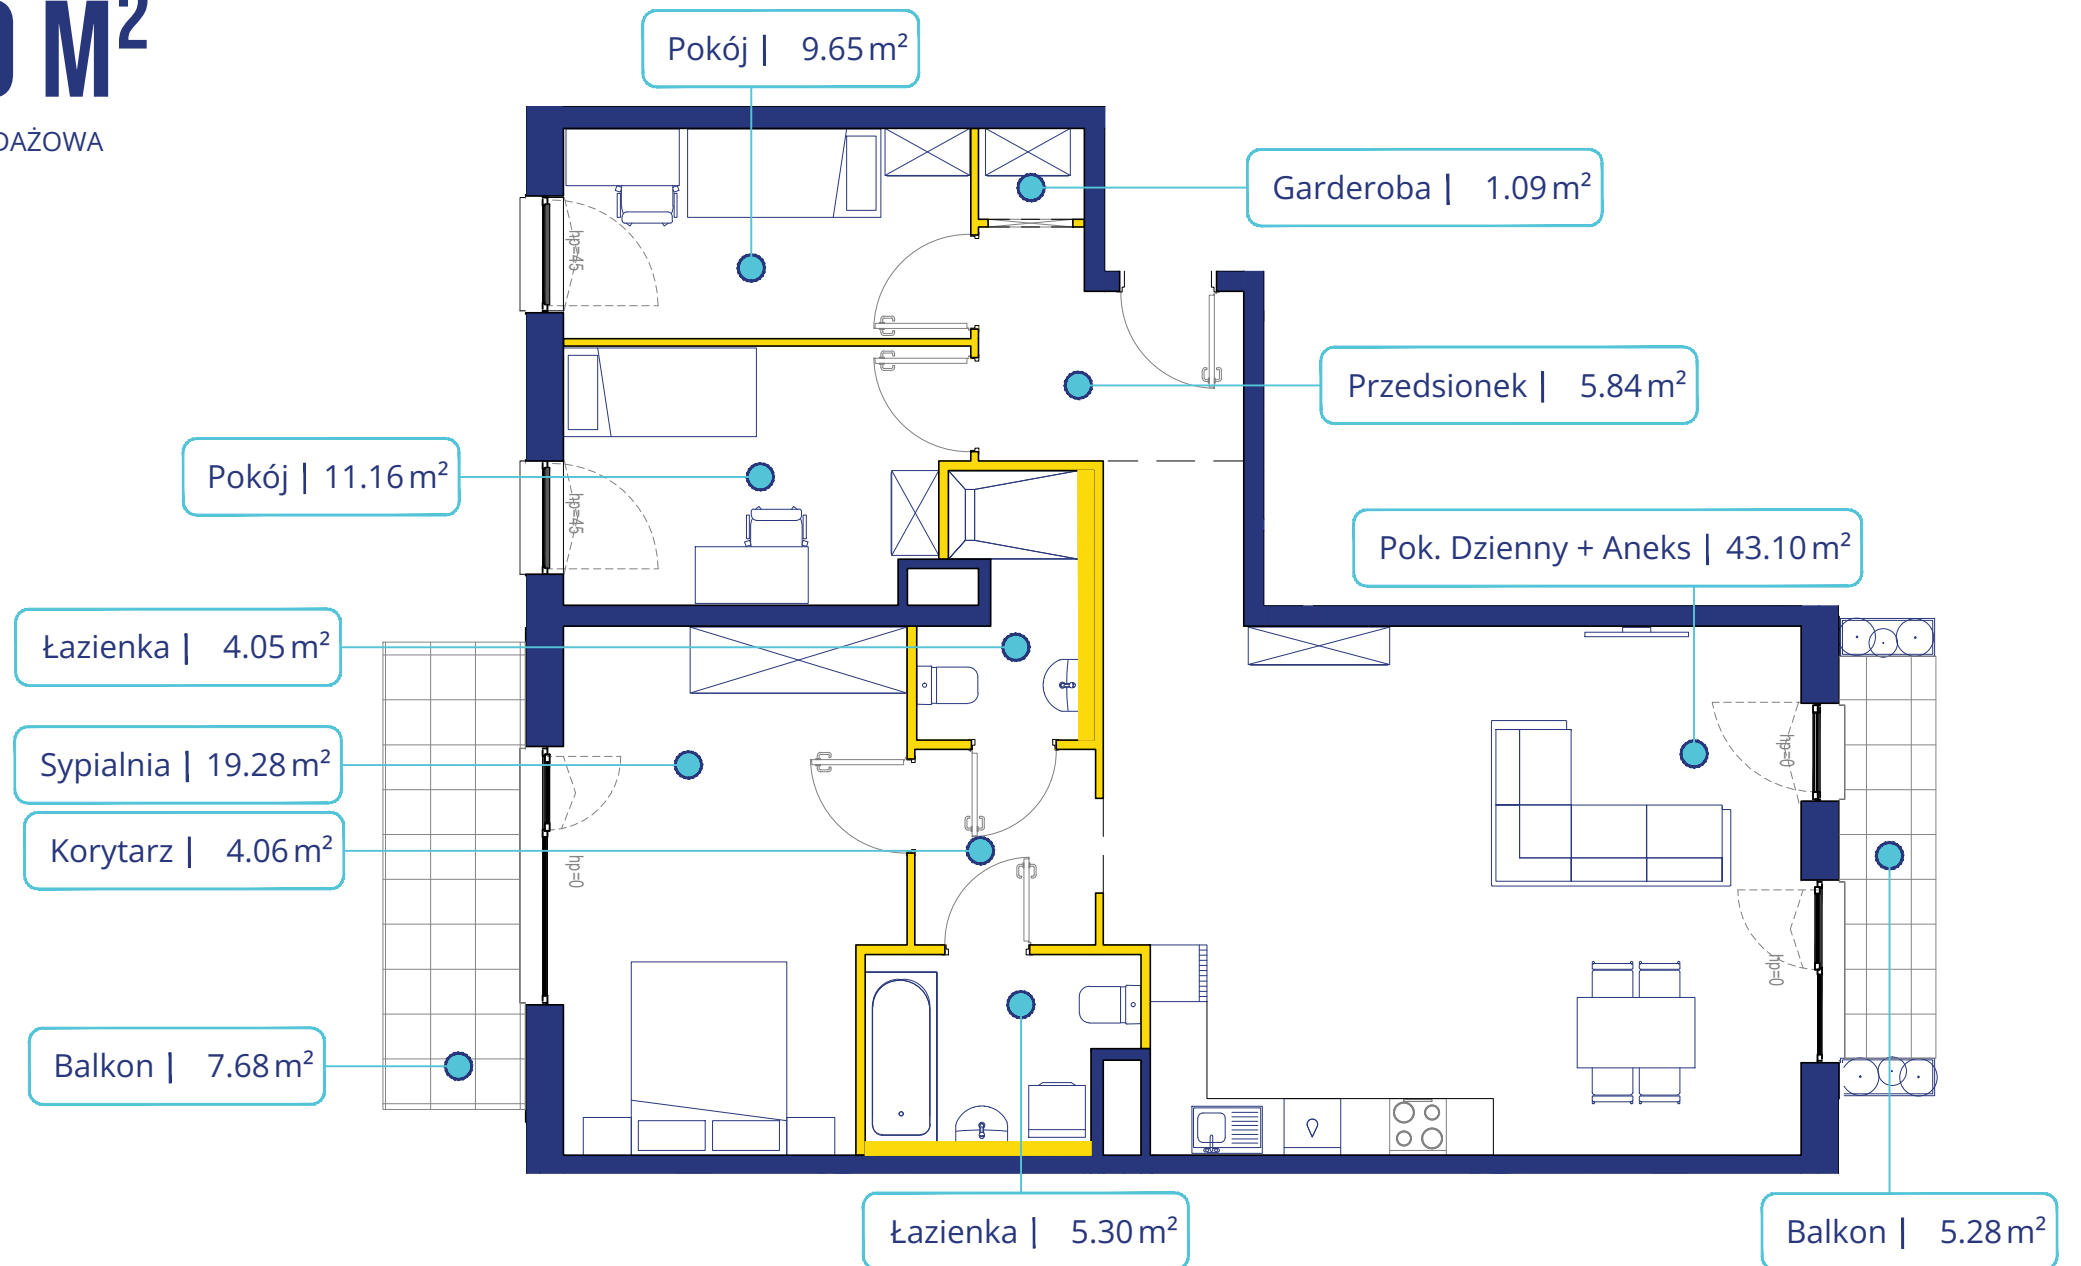 M²
DAŻOWA
Pokój | 9.65 m²
Garderoba | 1.09 m²
Przedsionek | 5.84 m²
Pokój | 11.16 m²
Pok. Dzienny + Aneks | 43.10 m²
Łazienka | 4.05 m²
Sypialnia | 19.28 m²
Korytarz | 4.06 m²
Balkon | 7.68 m²
Łazienka | 5.30 m²
Balkon | 5.28 m²
hp=45
hp=45
hp=0
hp=0
hp=0